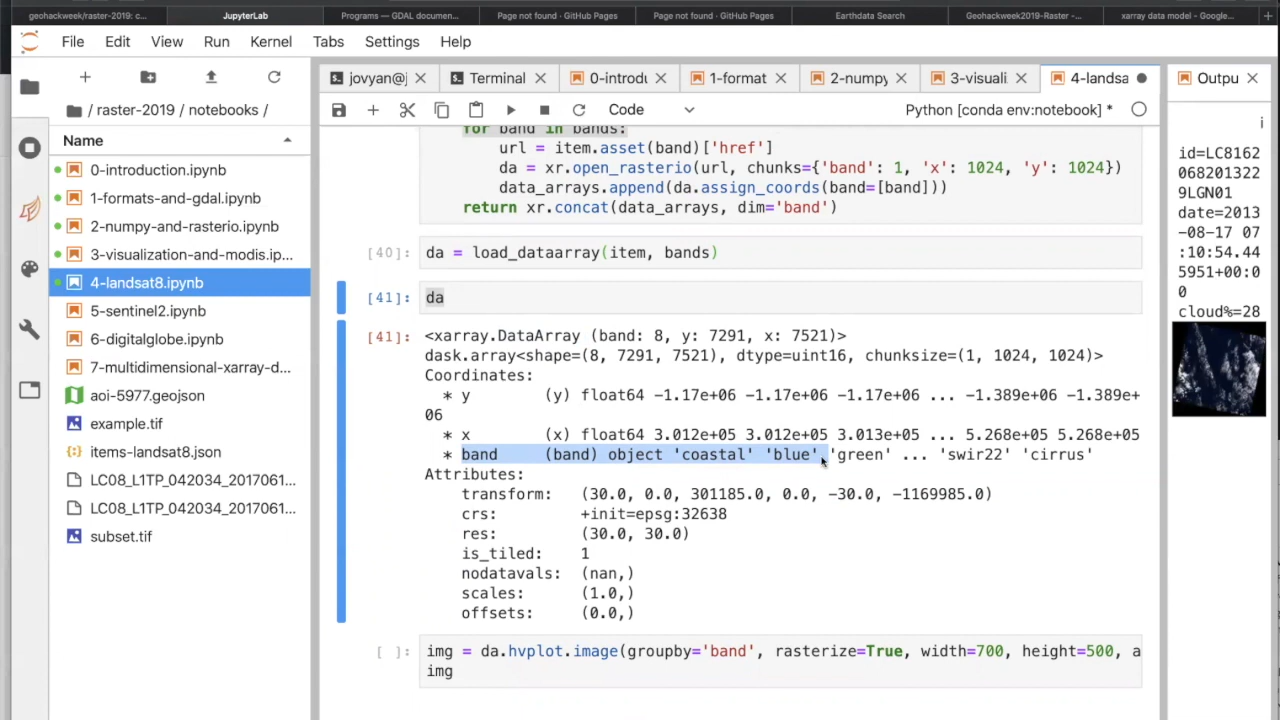 geohackweek/raster-2019: c...
JupyterLab
Programs — GDAL documen...
Page not found · GitHub Pages
Page not found · GitHub Pages
Earthdata Search
Geohackweek2019-Raster -...
xarray data model - Google...
File Edit View Run Kernel Tabs Settings Help
jovyan@j
Terminal
0-introdu
1-format
2-numpy
3-visuali
4-landsa
Outpu
/ raster-2019 / notebooks /
Code
Python [conda env:notebook] *
Name
0-introduction.ipynb
1-formats-and-gdal.ipynb
2-numpy-and-rasterio.ipynb
3-visualization-and-modis.ip...
4-landsat8.ipynb
5-sentinel2.ipynb
6-digitalglobe.ipynb
7-multidimensional-xarray-d...
aoi-5977.geojson
example.tif
items-landsat8.json
LC08_L1TP_042034_2017061...
LC08_L1TP_042034_2017061...
subset.tif
for band in bands:
url = item.asset(band)['href']
da = xr.open_rasterio(url, chunks={'band': 1, 'x': 1024, 'y': 1024})
data_arrays.append(da.assign_coords(band=[band]))
return xr.concat(data_arrays, dim='band')
[40]: da = load_dataarray(item, bands)
[41]: da
[41]: <xarray.DataArray (band: 8, y: 7291, x: 7521)>
dask.array<shape=(8, 7291, 7521), dtype=uint16, chunksize=(1, 1024, 1024)>
Coordinates:
* y (y) float64 -1.17e+06 -1.17e+06 -1.17e+06 ... -1.389e+06 -1.389e+
06
* x (x) float64 3.012e+05 3.012e+05 3.013e+05 ... 5.268e+05 5.268e+05
* band (band) object 'coastal' 'blue' 'green' ... 'swir22' 'cirrus'
Attributes:
transform: (30.0, 0.0, 301185.0, 0.0, -30.0, -1169985.0)
crs: +init=epsg:32638
res: (30.0, 30.0)
is_tiled: 1
nodatavals: (nan,)
scales: (1.0,)
offsets: (0.0,)
[ ]: img = da.hvplot.image(groupby='band', rasterize=True, width=700, height=500, a
img
id=LC8162
068201322
9LGN01
date=2013
-08-17 07
:10:54.44
5951+00:0
0
cloud%=28